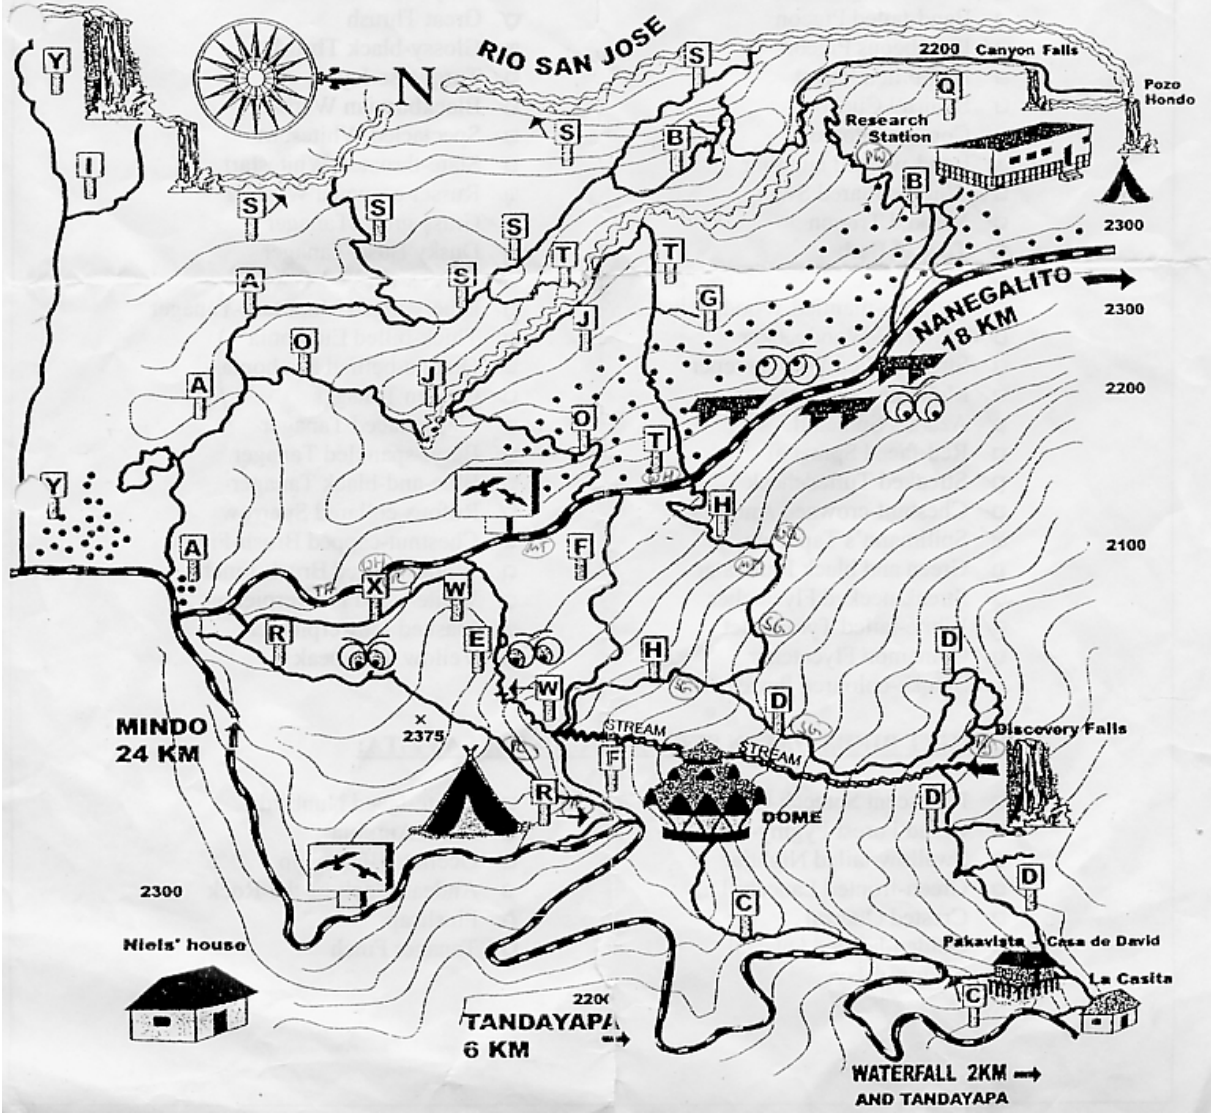 RIO SAN JOSE
S
2200 Canyon Falls
Y
N
Q
Pozo
Hondo
S
B
Research
Station
I
B
S
S
S
2300
T
T
A
S
NANEGALITO
18 KM
G
2300
J
O
J
A
2200
O
T
Y
H
A
F
2100
X
W
R
E
H
D
W
D
MINDO
24 KM
2375
STREAM
STREAM
Discovery Falls
F
R
D
DOME
2300
D
C
Niels' house
Pakavista - Casa de David
La Casita
C
TANDAYAPA
6 KM
WATERFALL 2KM
AND TANDAYAPA